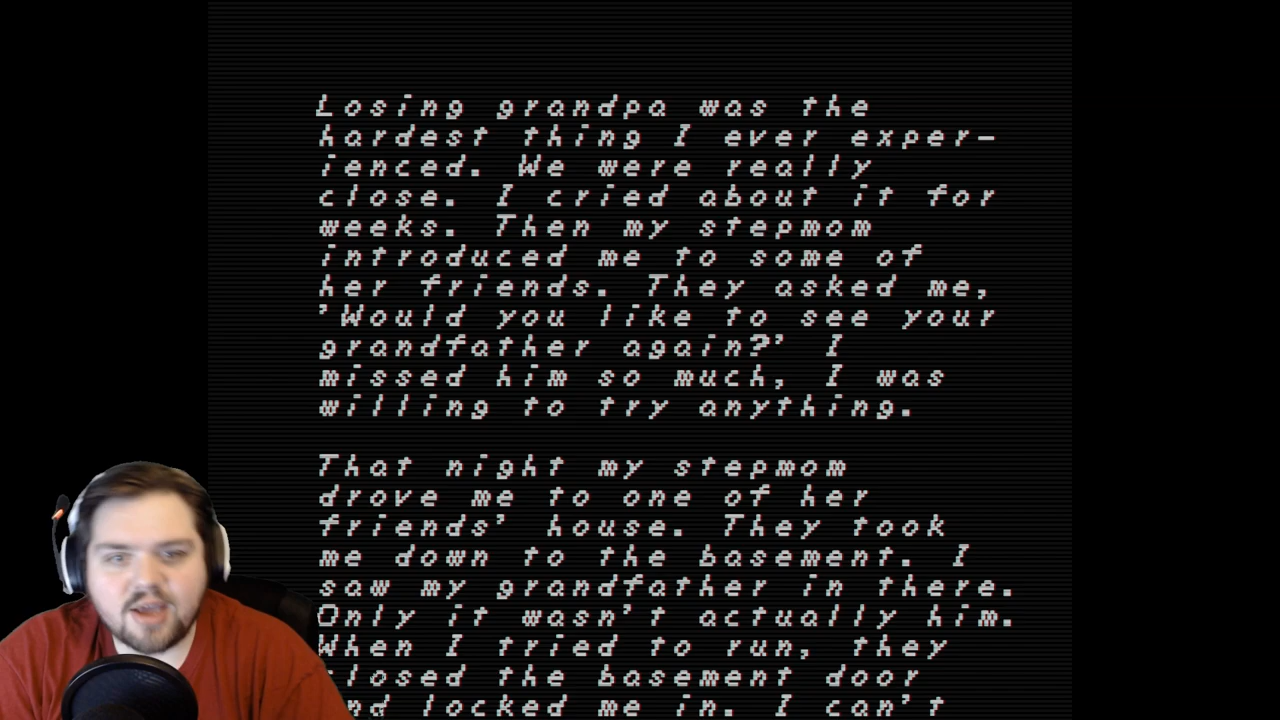 Losing grandpa was the
hardest thing I ever exper-
ienced. We were really
close. I cried about it for
weeks. Then my stepmom
introduced me to some of
her friends. They asked me,
'Would you like to see your
grandfather again?' I
missed him so much, I was
willing to try anything.
That night my stepmom
drove me to one of her
friends' house. They took
me down to the basement. I
saw my grandfather in there.
Only it wasn't actually him.
When I tried to run, they
closed the basement door
and locked me in. I can't